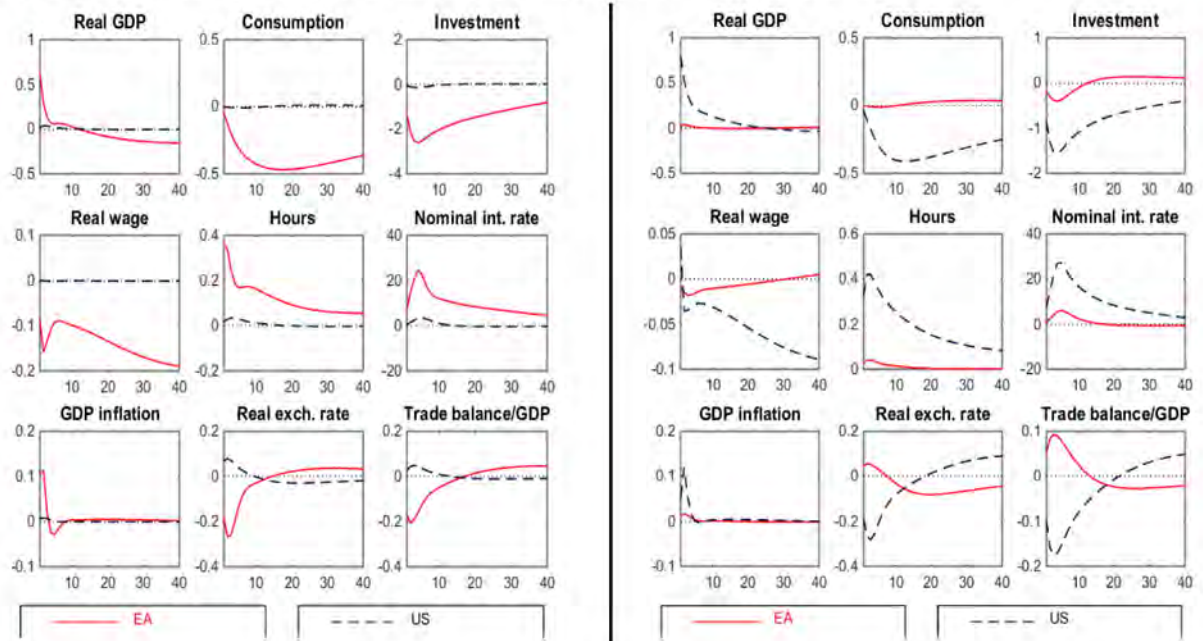 Real GDP
1
0.5
0
-0.5
10 20 30 40
Consumption
0.5
0
-0.5
10 20 30 40
Investment
2
0
-2
-4
10 20 30 40
Real wage
0.1
0
-0.1
-0.2
10 20 30 40
Hours
0.4
0.2
0
-0.2
10 20 30 40
Nominal int. rate
40
20
0
-20
10 20 30 40
GDP inflation
0.2
0.1
0
-0.1
10 20 30 40
Real exch. rate
0.2
0
-0.2
-0.4
10 20 30 40
Trade balance/GDP
0.2
0
-0.2
-0.4
10 20 30 40
EA
US
Real GDP
1
0.5
0
-0.5
10 20 30 40
Consumption
0.5
0
-0.5
10 20 30 40
Investment
1
0
-1
-2
10 20 30 40
Real wage
0.05
0
-0.05
-0.1
10 20 30 40
Hours
0.6
0.4
0.2
0
10 20 30 40
Nominal int. rate
40
20
0
-20
10 20 30 40
GDP inflation
0.2
0.1
0
-0.1
10 20 30 40
Real exch. rate
0.2
0
-0.2
-0.4
10 20 30 40
Trade balance/GDP
0.2
0.1
0
-0.1
-0.2
10 20 30 40
EA
US